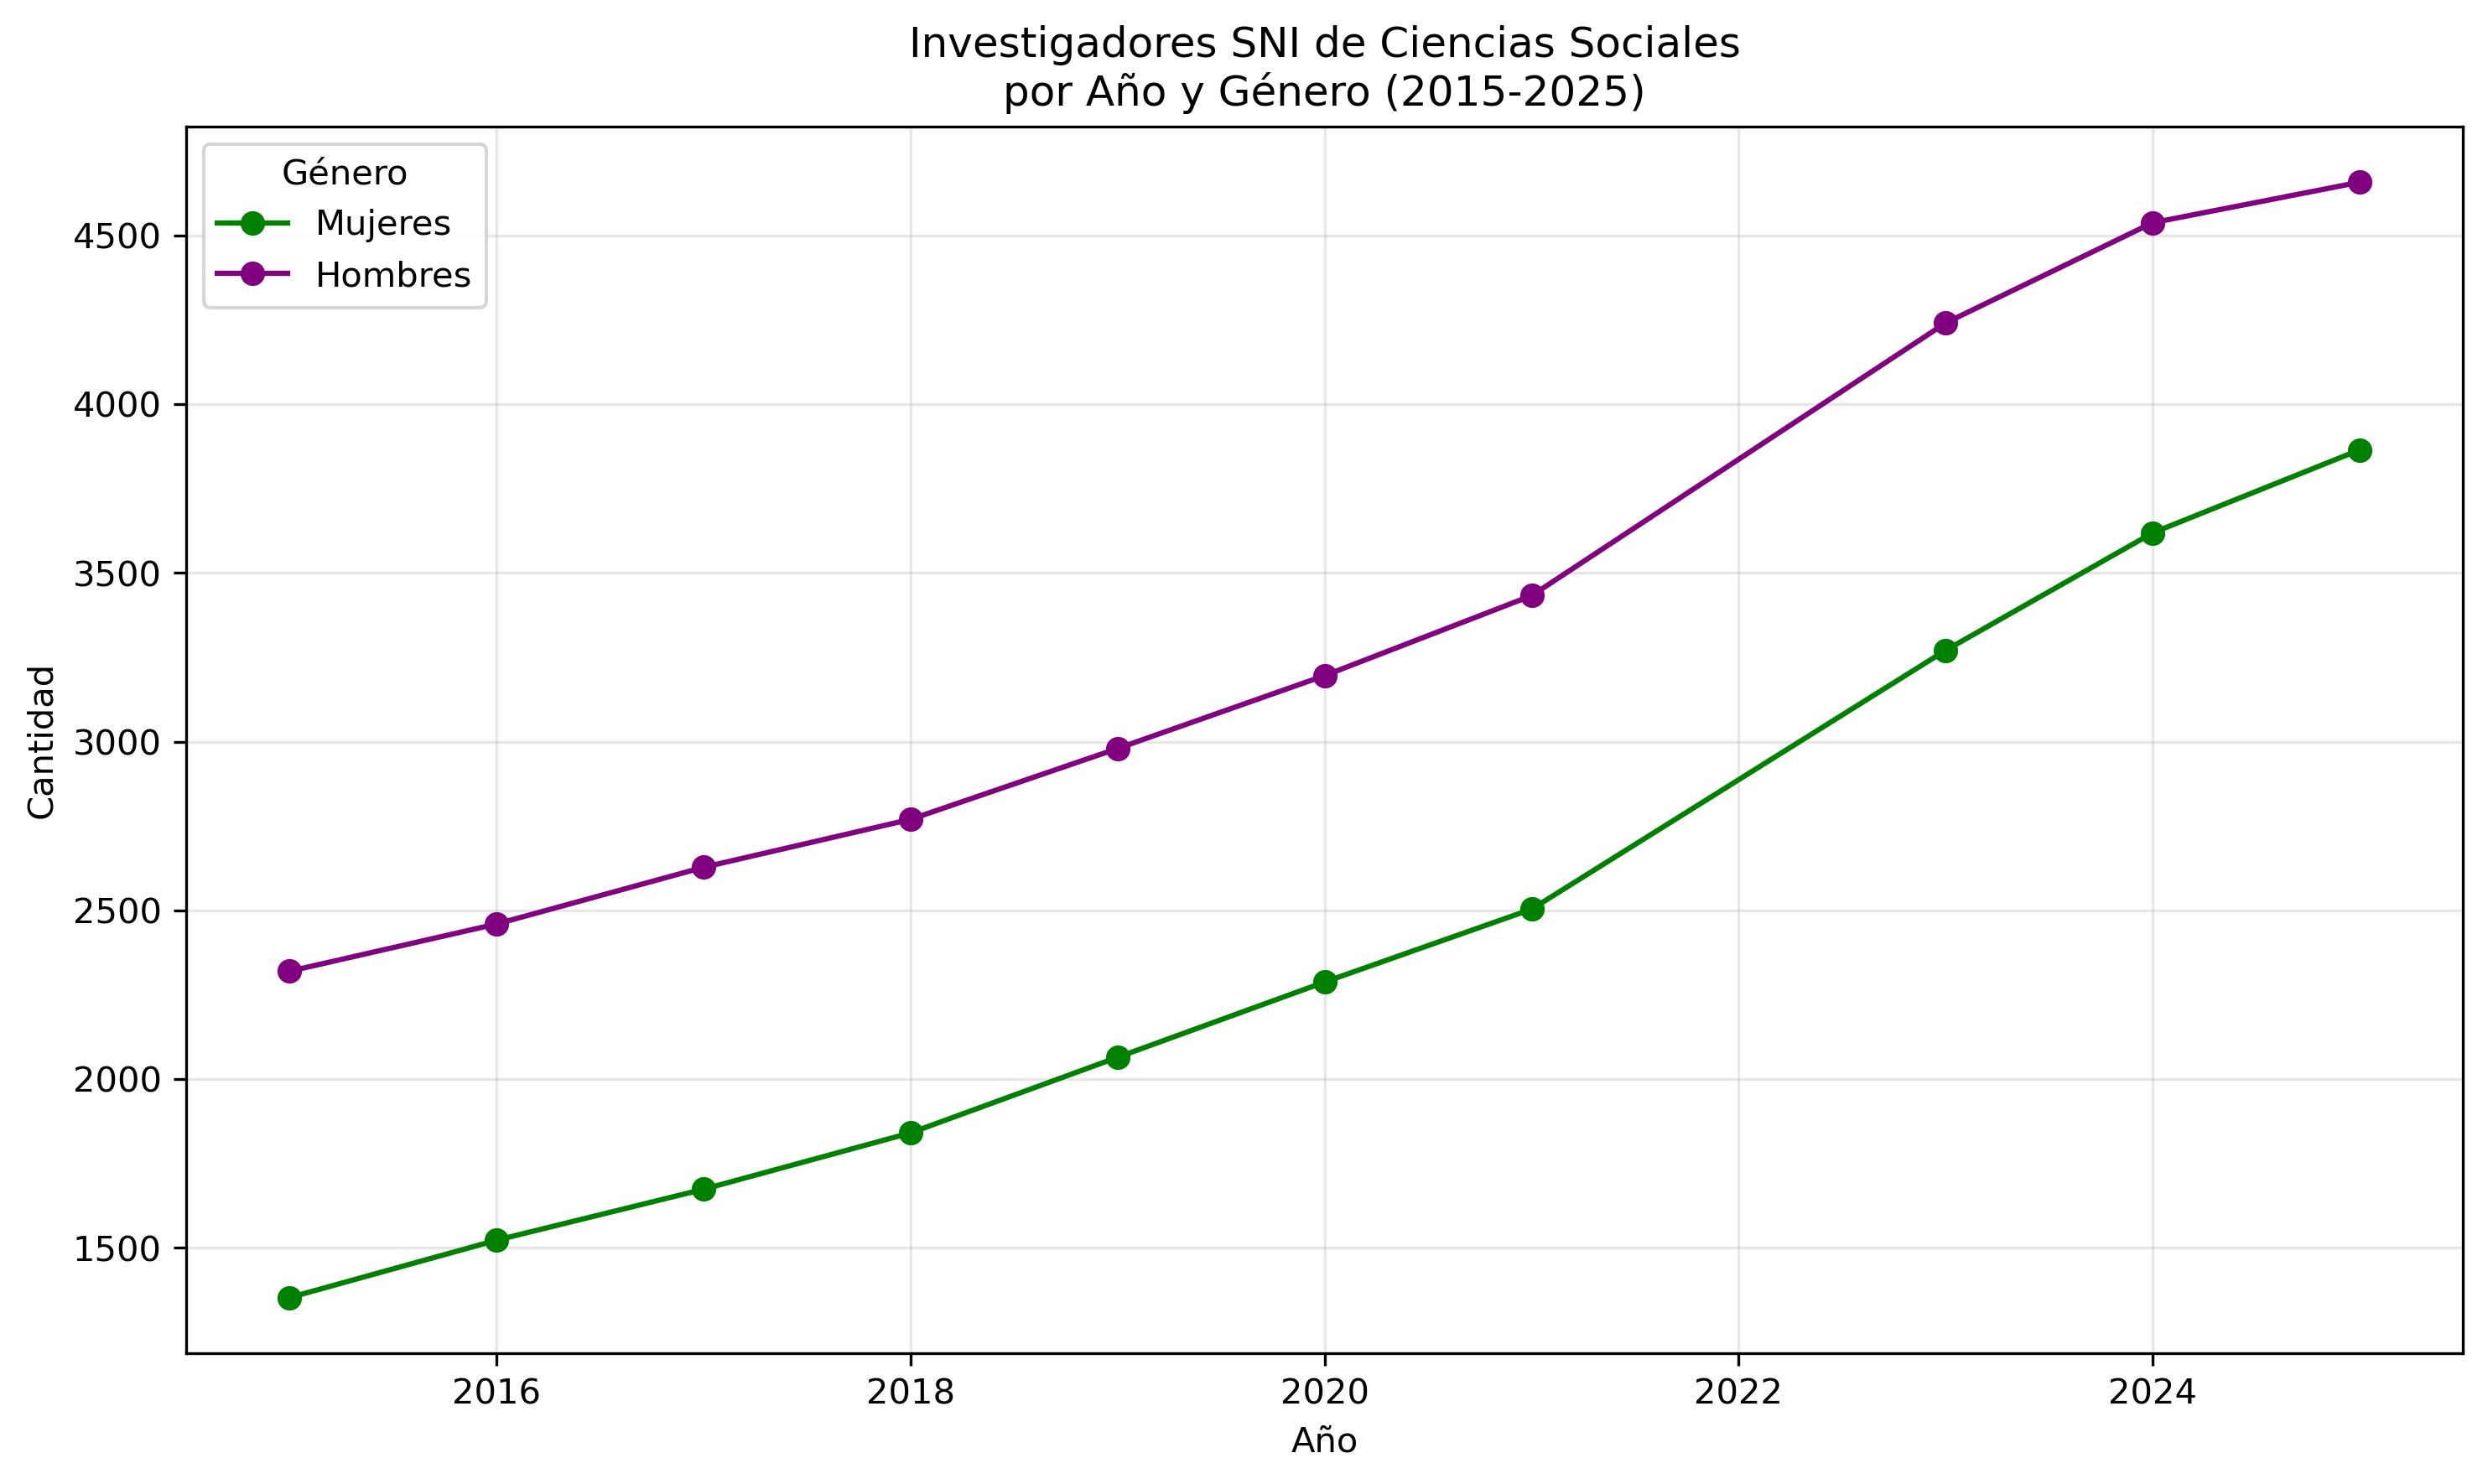 Investigadores SNI de Ciencias Sociales
por Año y Género (2015-2025)
Género
Mujeres
Hombres
4500
4000
3500
3000
2500
2000
1500
Cantidad
2016
2018
2020
2022
2024
Año